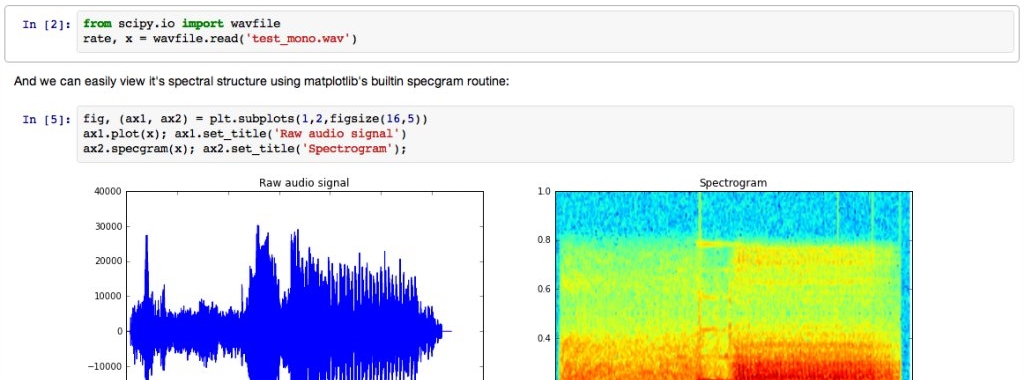 In [2]: from scipy.io import wavfile
rate, x = wavfile.read('test_mono.wav')
And we can easily view it's spectral structure using matplotlib's builtin specgram routine:
In [5]: fig, (ax1, ax2) = plt.subplots(1,2,figsize(16,5))
ax1.plot(x); ax1.set_title('Raw audio signal')
ax2.specgram(x); ax2.set_title('Spectrogram');
Raw audio signal
40000
30000
20000
10000
0
−10000
Spectrogram
1.0
0.8
0.6
0.4